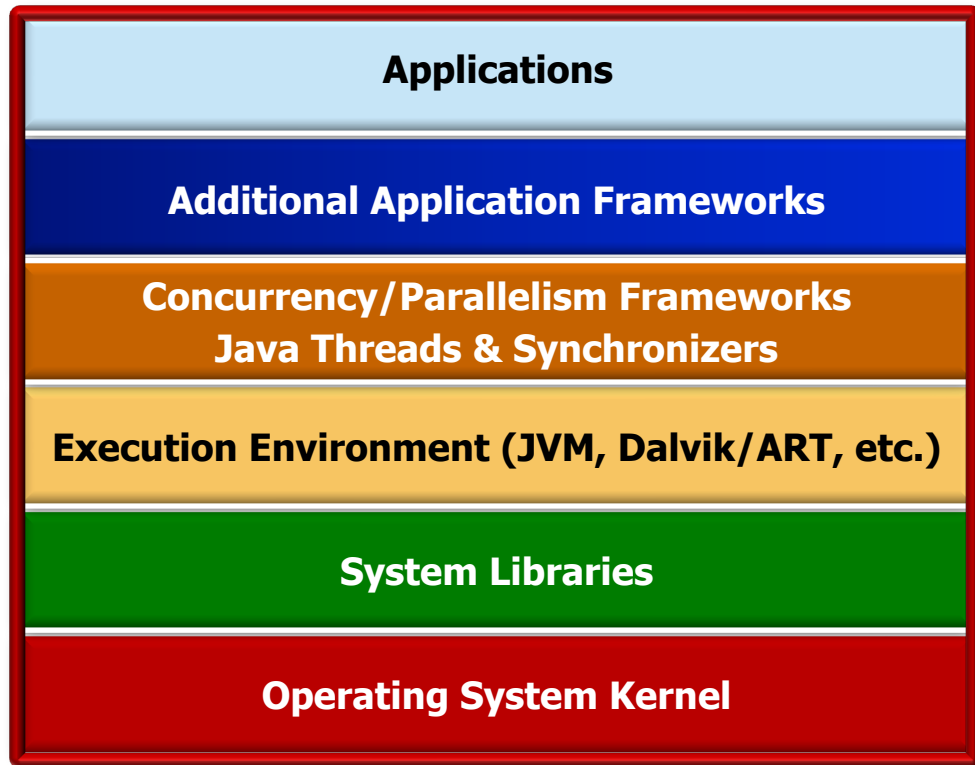 Applications
Additional Application Frameworks
Concurrency/Parallelism Frameworks
Java Threads & Synchronizers
Execution Environment (JVM, Dalvik/ART, etc.)
System Libraries
Operating System Kernel